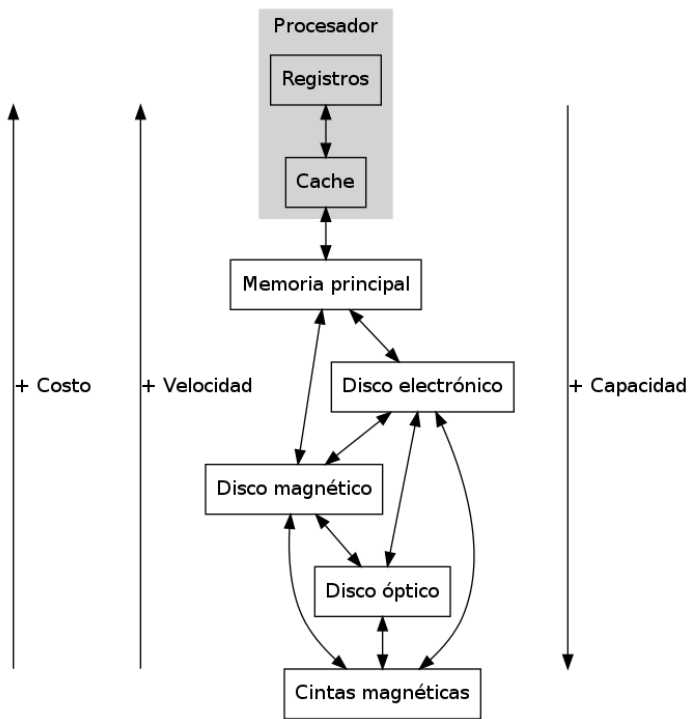 Procesador
Registros
Cache
Memoria principal
+ Costo
+ Velocidad
Disco electrónico
+ Capacidad
Disco magnético
Disco óptico
Cintas magnéticas